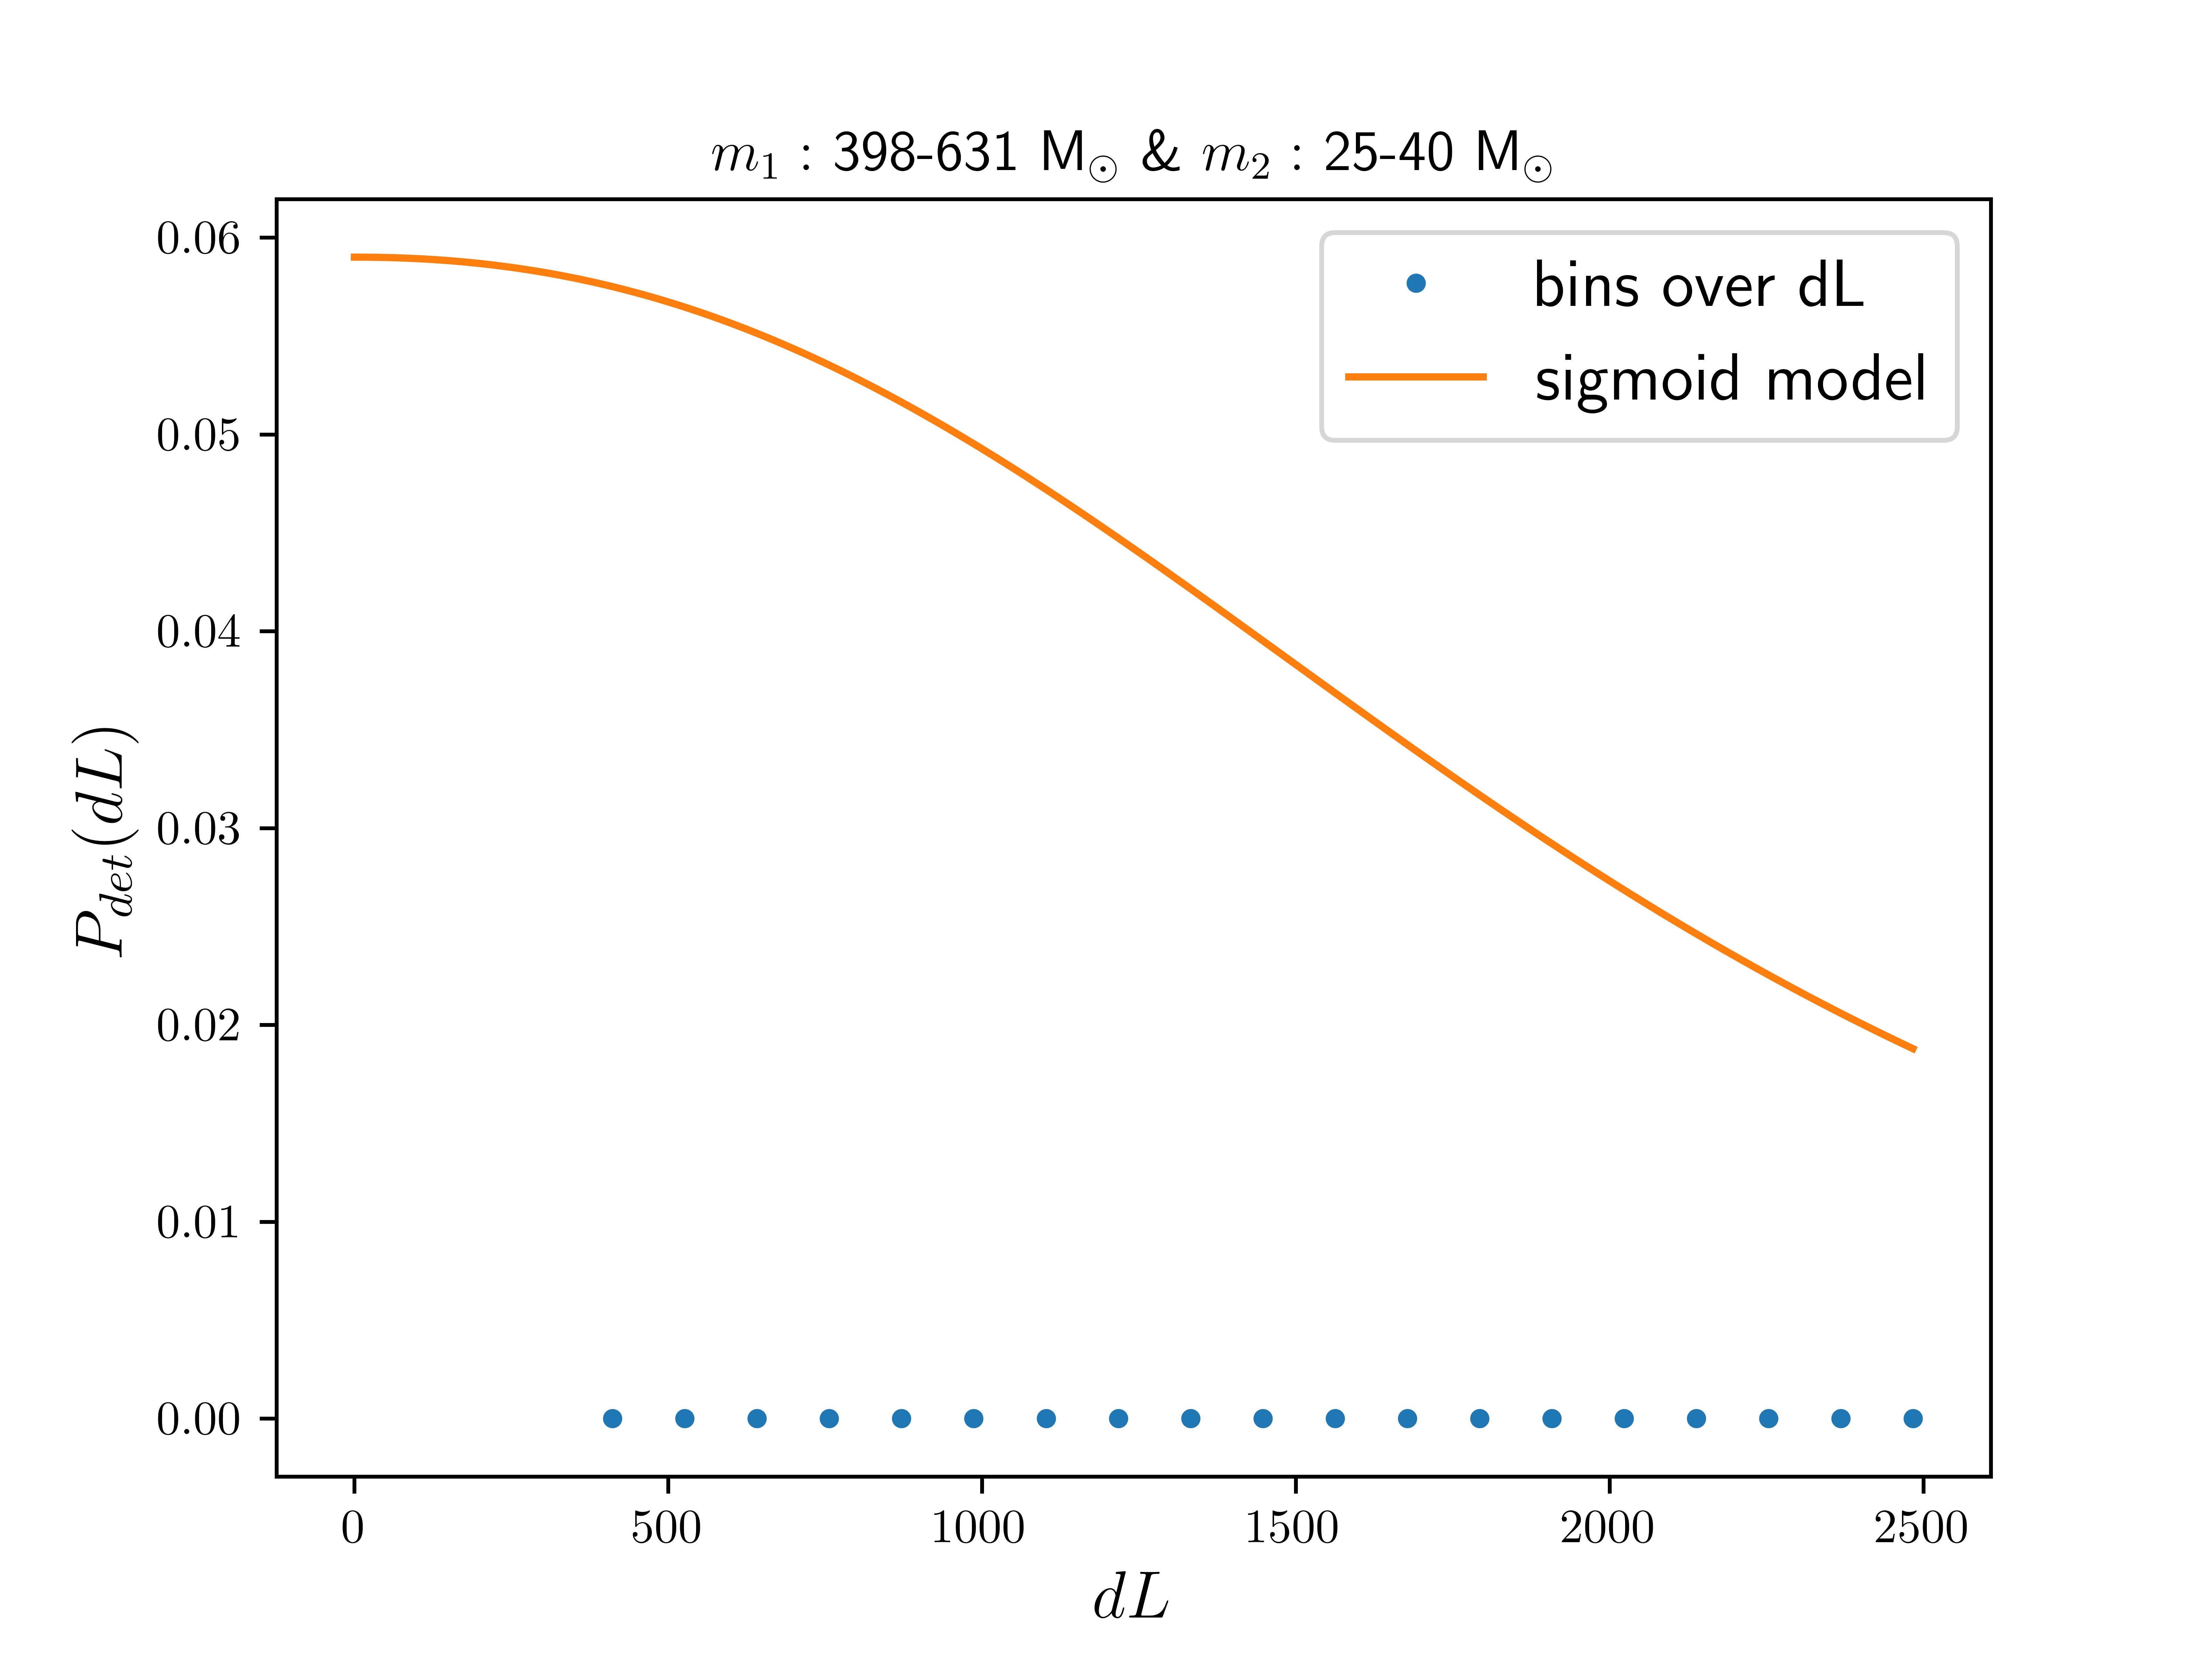 m₁ : 398-631 M☉ & m₂ : 25-40 M☉
bins over dL
sigmoid model
0.06
0.05
0.04
0.03
0.02
0.01
0.00
P_det(dL)
0 500 1000 1500 2000 2500
dL